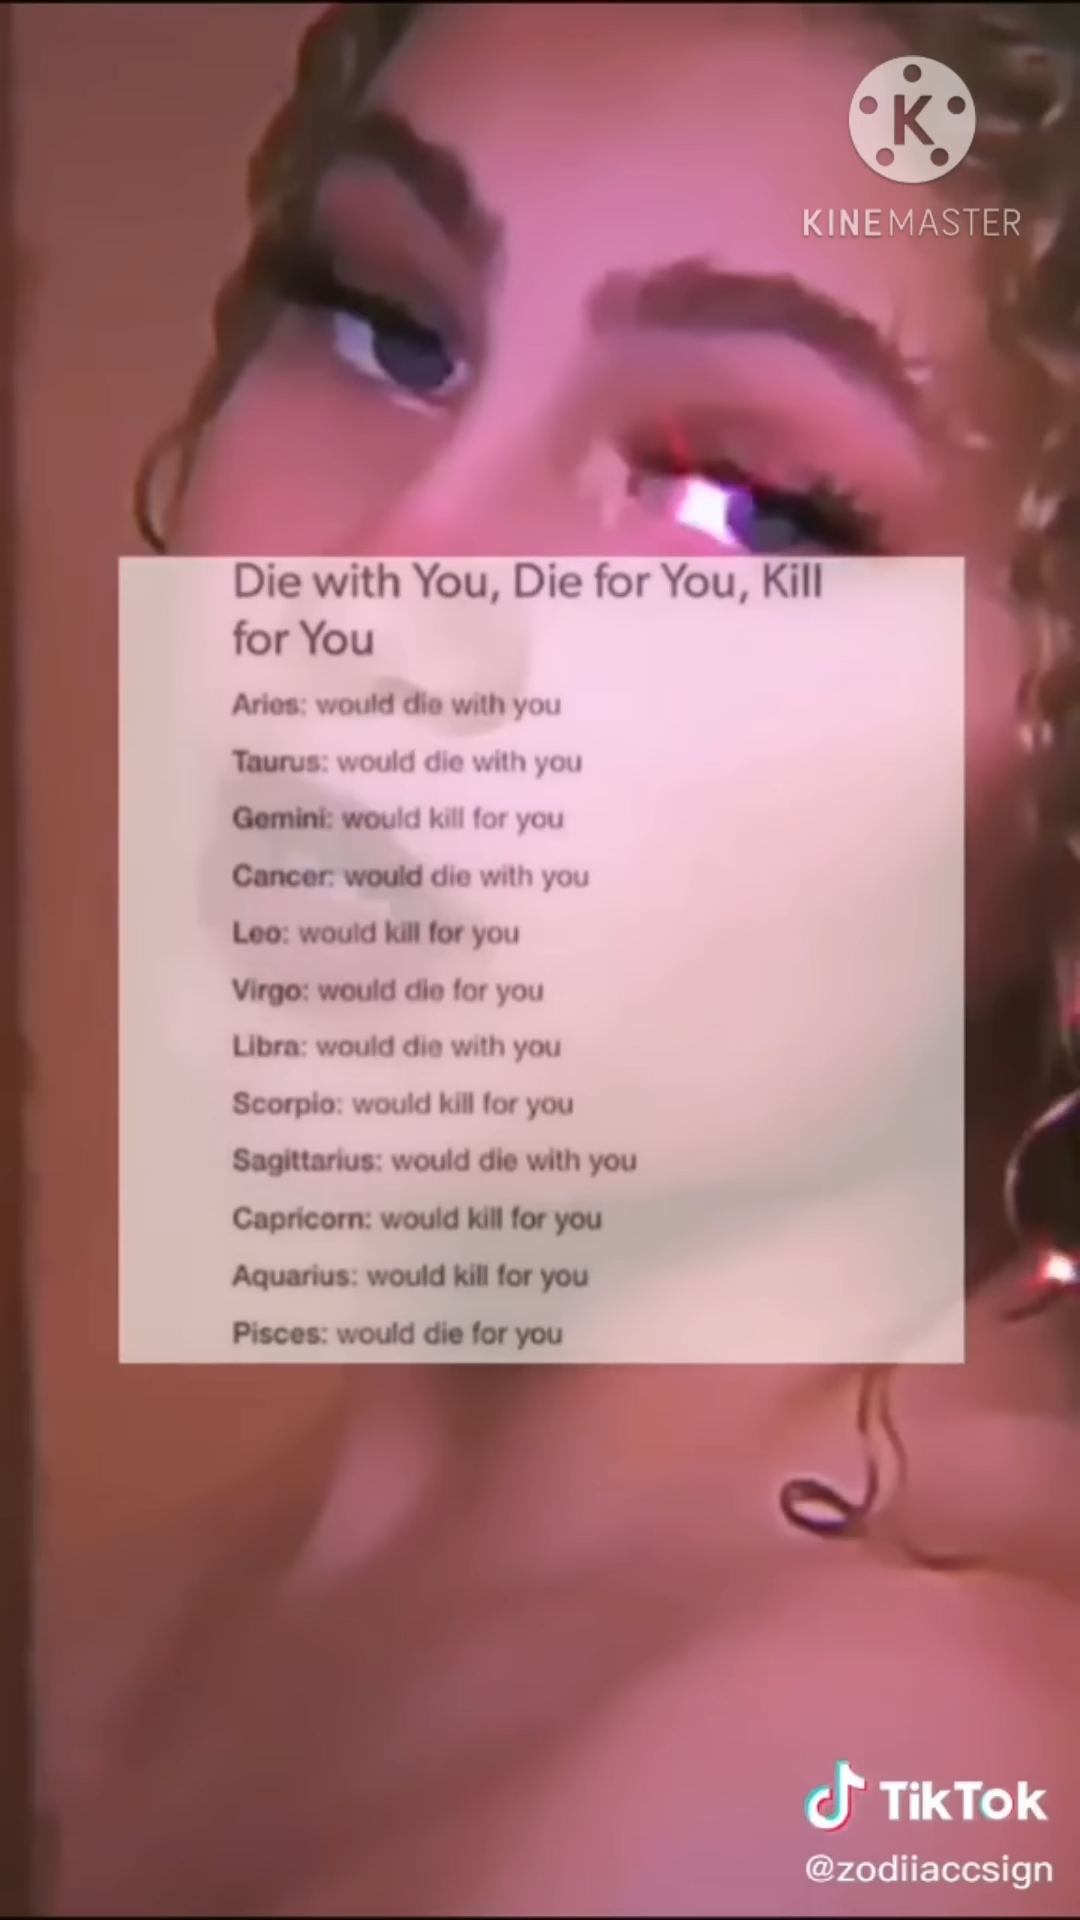 K
KINEMASTER
Die with You, Die for You, Kill
for You
Aries: would die with you
Taurus: would die with you
Gemini: would kill for you
Cancer: would die with you
Leo: would kill for you
Virgo: would die for you
Libra: would die with you
Scorpio: would kill for you
Sagittarius: would die with you
Capricorn: would kill for you
Aquarius: would kill for you
Pisces: would die for you
TikTok
@zodiiaccsign